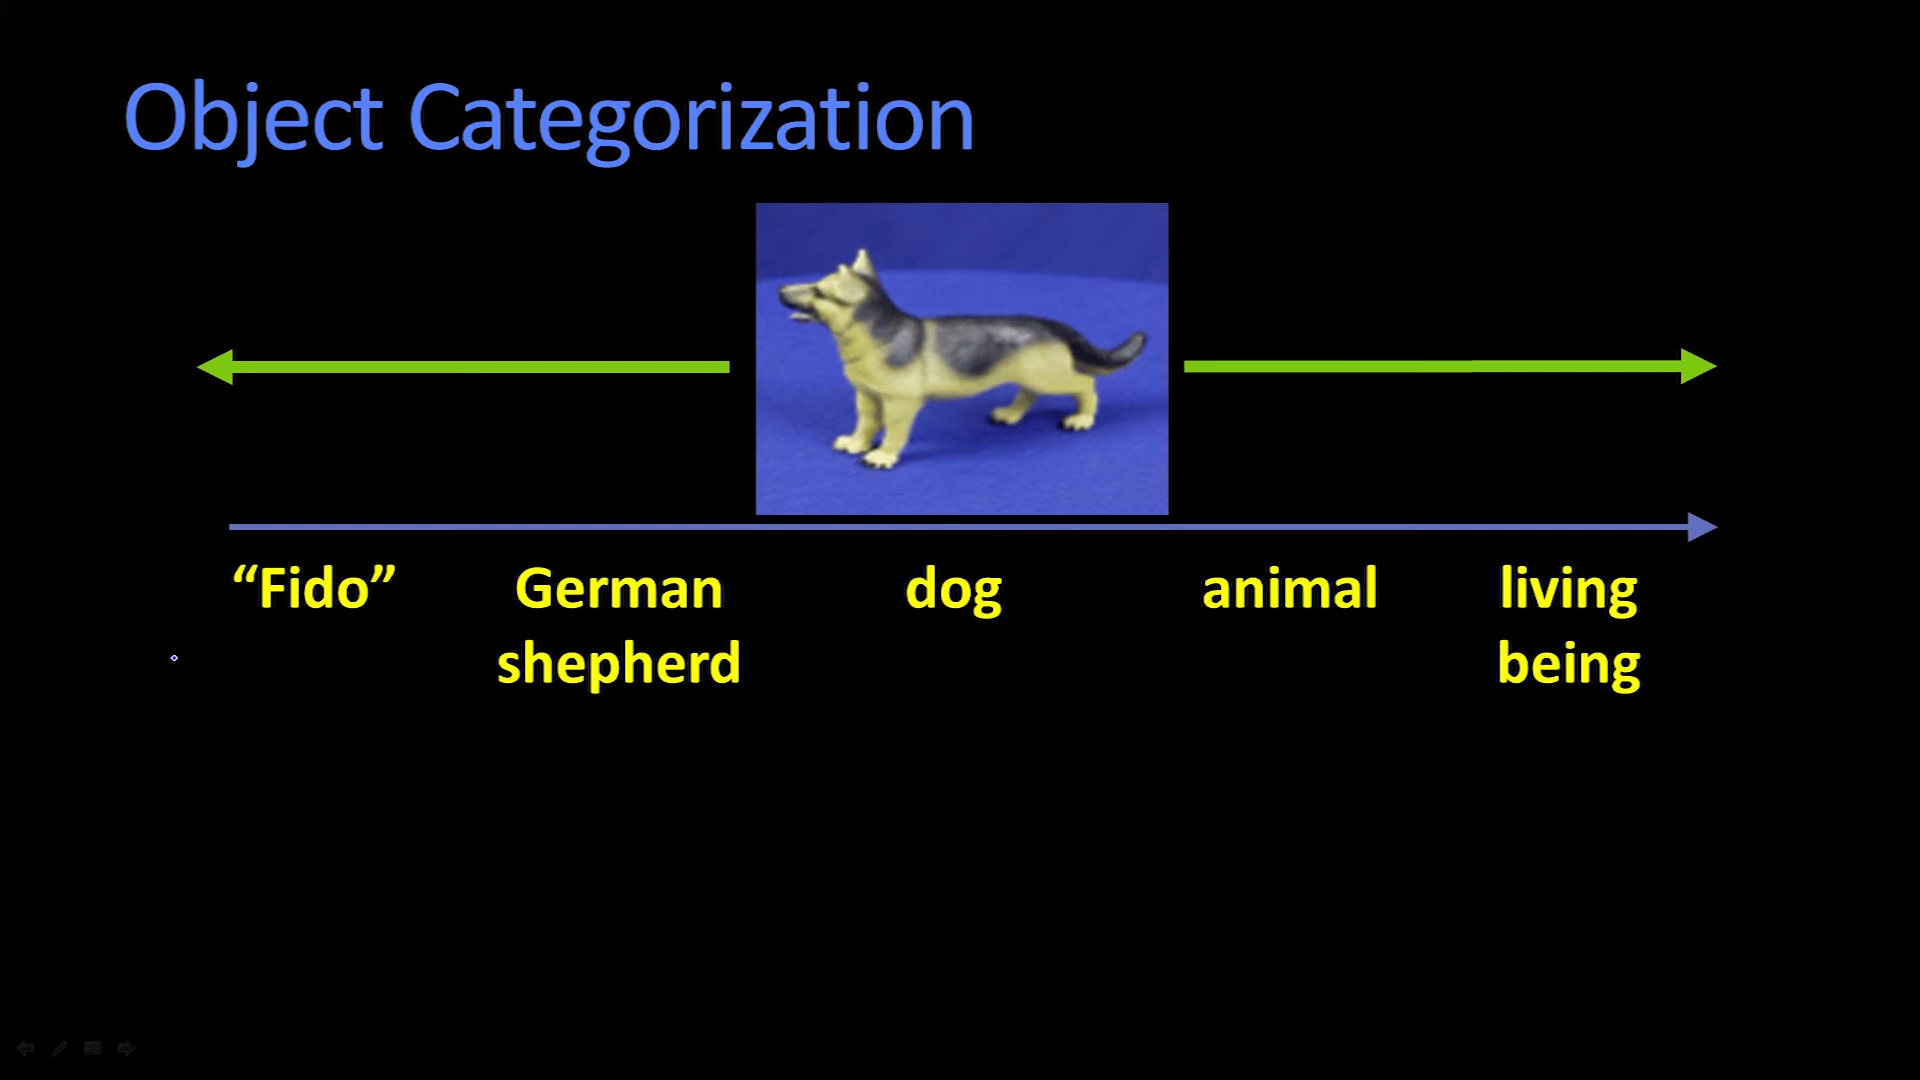 Object Categorization
“Fido” German dog animal living
shepherd being